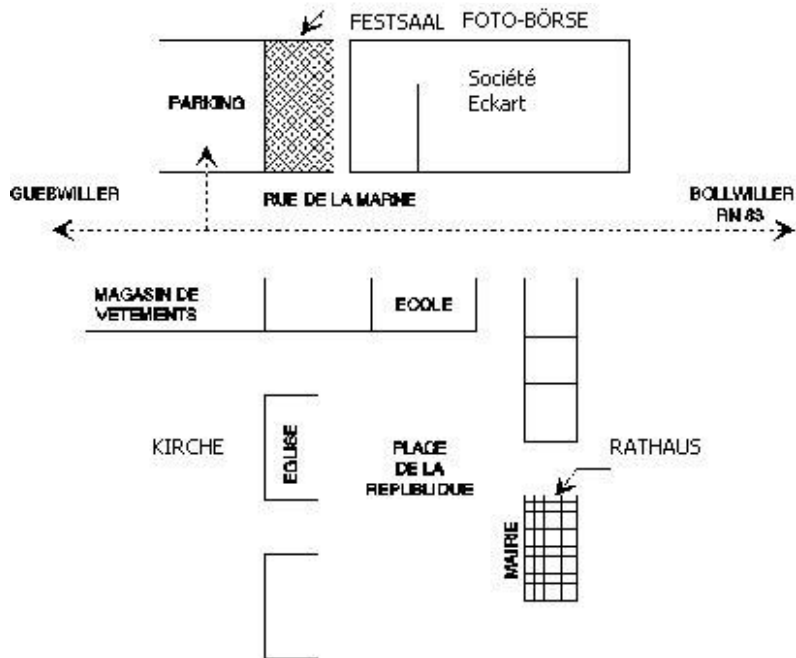 FESTSAAL FOTO-BÖRSE
Société
Eckart
PARKING
GUEBWILLER
RUE DE LA MARNE
BOLLWILLER
RN 83
MAGASIN DE
VETEMENTS
ECOLE
KIRCHE
EGLISE
PLACE
DE LA
REPUBLIQUE
RATHAUS
MAIRIE